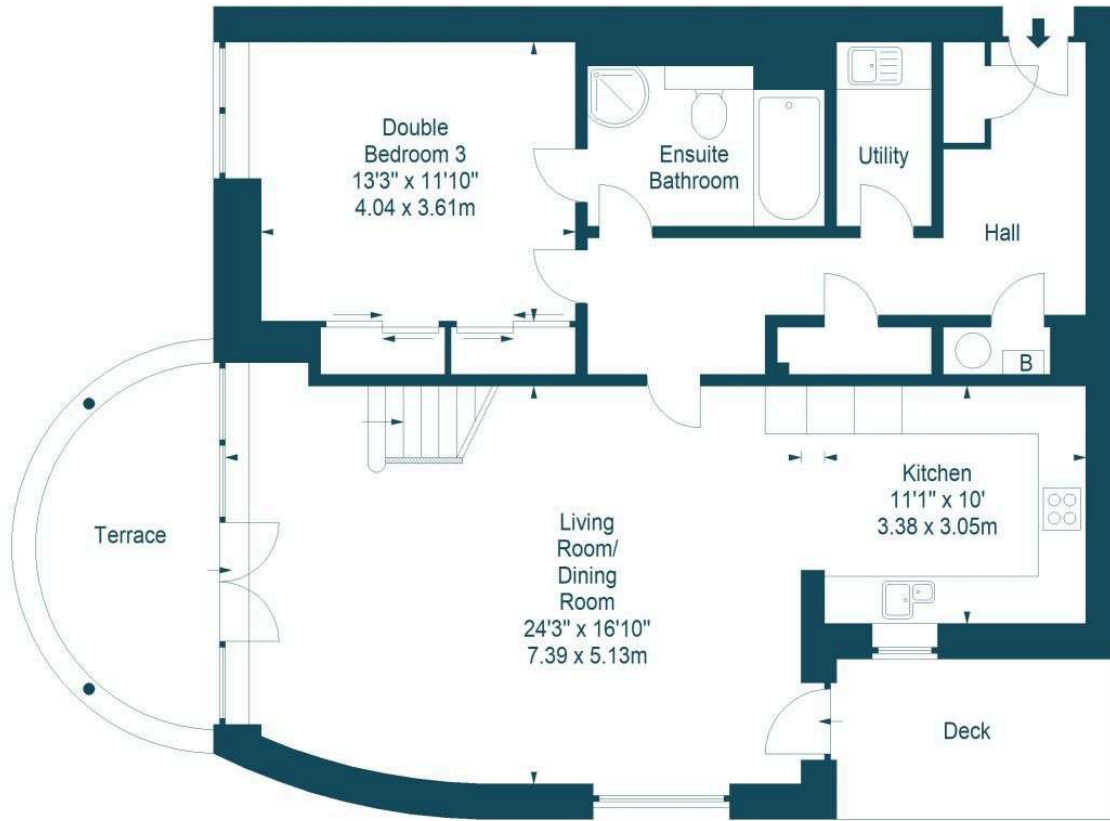 Double
Bedroom 3
13'3" x 11'10"
4.04 x 3.61m
Ensuite
Bathroom
Utility
Hall
B
Terrace
Living
Room/
Dining
Room
24'3" x 16'10"
7.39 x 5.13m
Kitchen
11'1" x 10'
3.38 x 3.05m
Deck